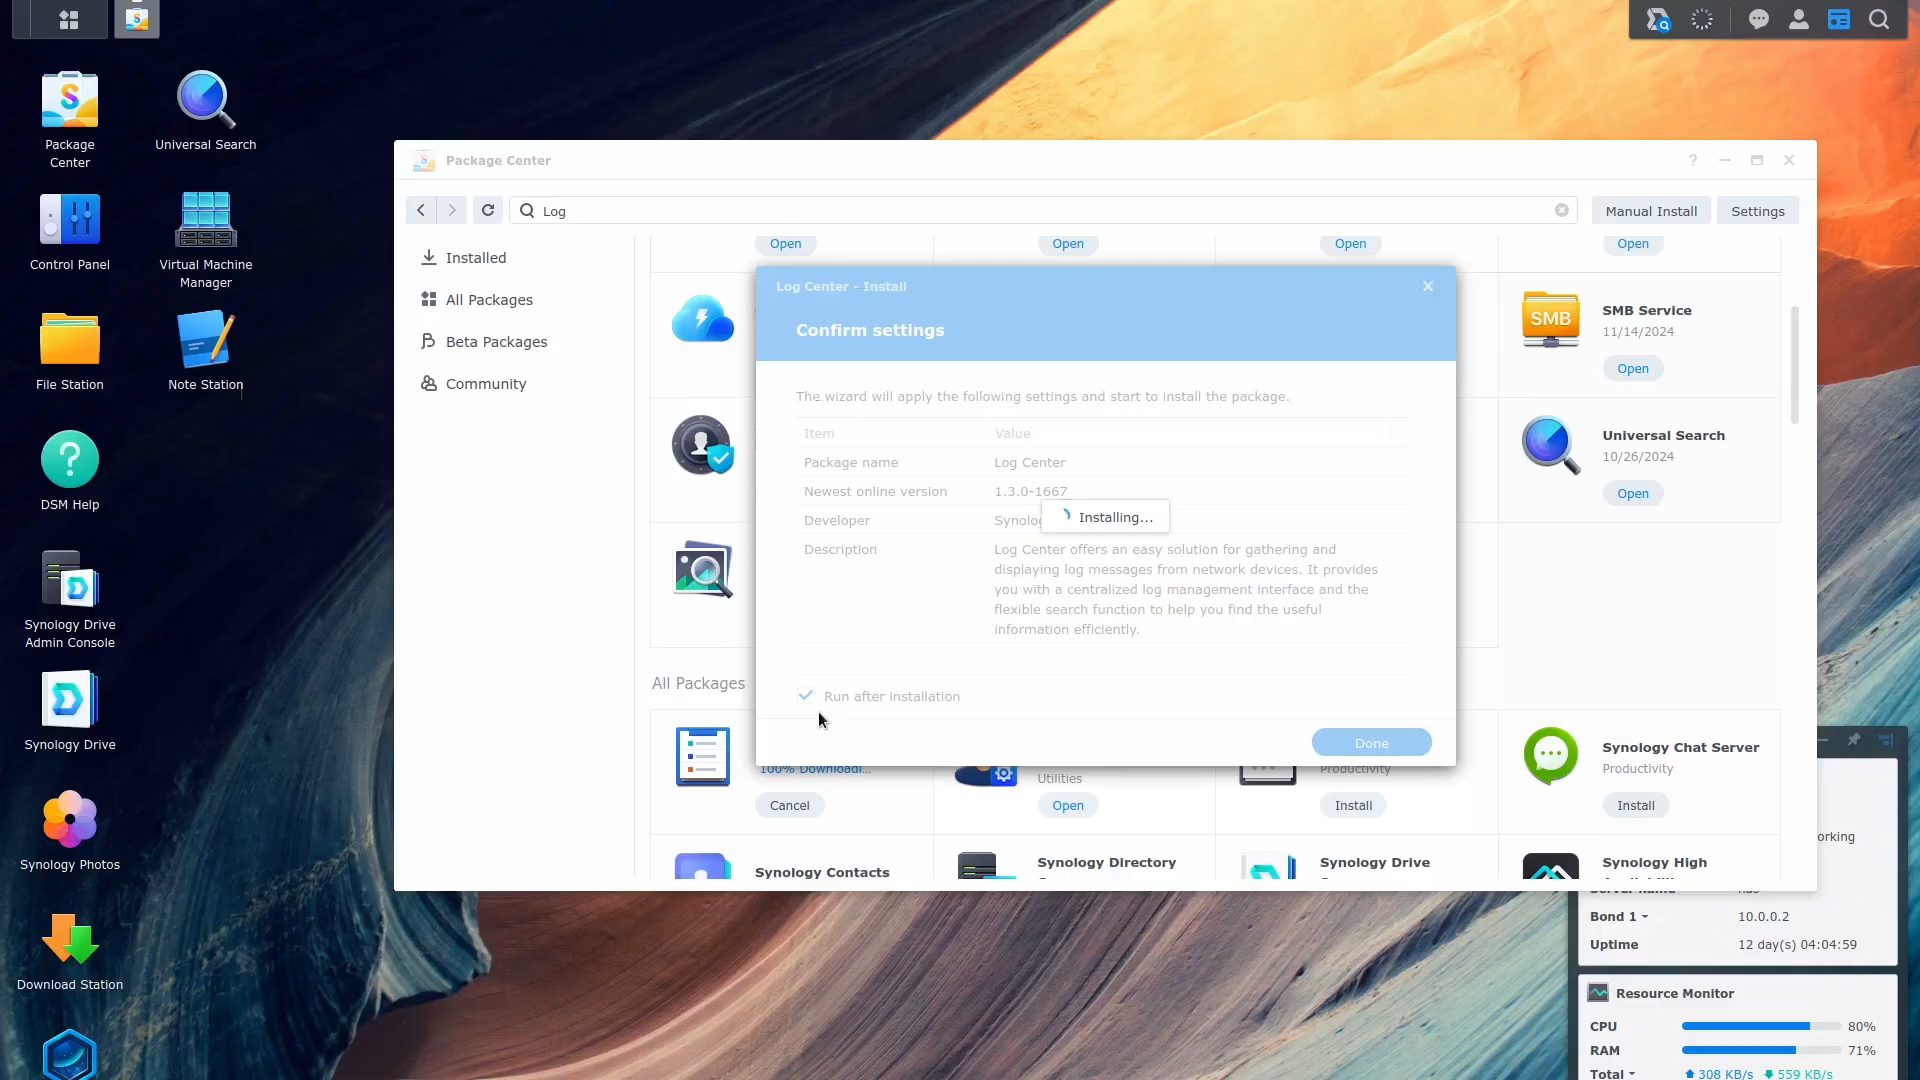 Package
Center
Universal Search
Control Panel
Virtual Machine
Manager
File Station
Note Station
DSM Help
Synology Drive
Admin Console
Synology Drive
Synology Photos
Download Station
Package Center
Log
Manual Install
Settings
Installed
All Packages
Beta Packages
Community
Open
Open
Open
Open
SMB Service
11/14/2024
Open
Universal Search
10/26/2024
Open
Log Center - Install
Confirm settings
The wizard will apply the following settings and start to install the package.
Item Value
Package name Log Center
Newest online version 1.3.0-1667
Developer
Installing...
Description Log Center offers an easy solution for gathering and
displaying log messages from network devices. It provides
you with a centralized log management interface and the
flexible search function to help you find the useful
information efficiently.
Run after installation
Done
All Packages
100% Downloadi...
Cancel
Utilities
Open
Productivity
Install
Synology Chat Server
Productivity
Install
Synology Contacts
Synology Directory
Synology Drive
Synology High
orking
Bond 1 10.0.0.2
Uptime 12 day(s) 04:04:59
Resource Monitor
CPU 80%
RAM 71%
Total 308 KB/s 559 KB/s
SMB